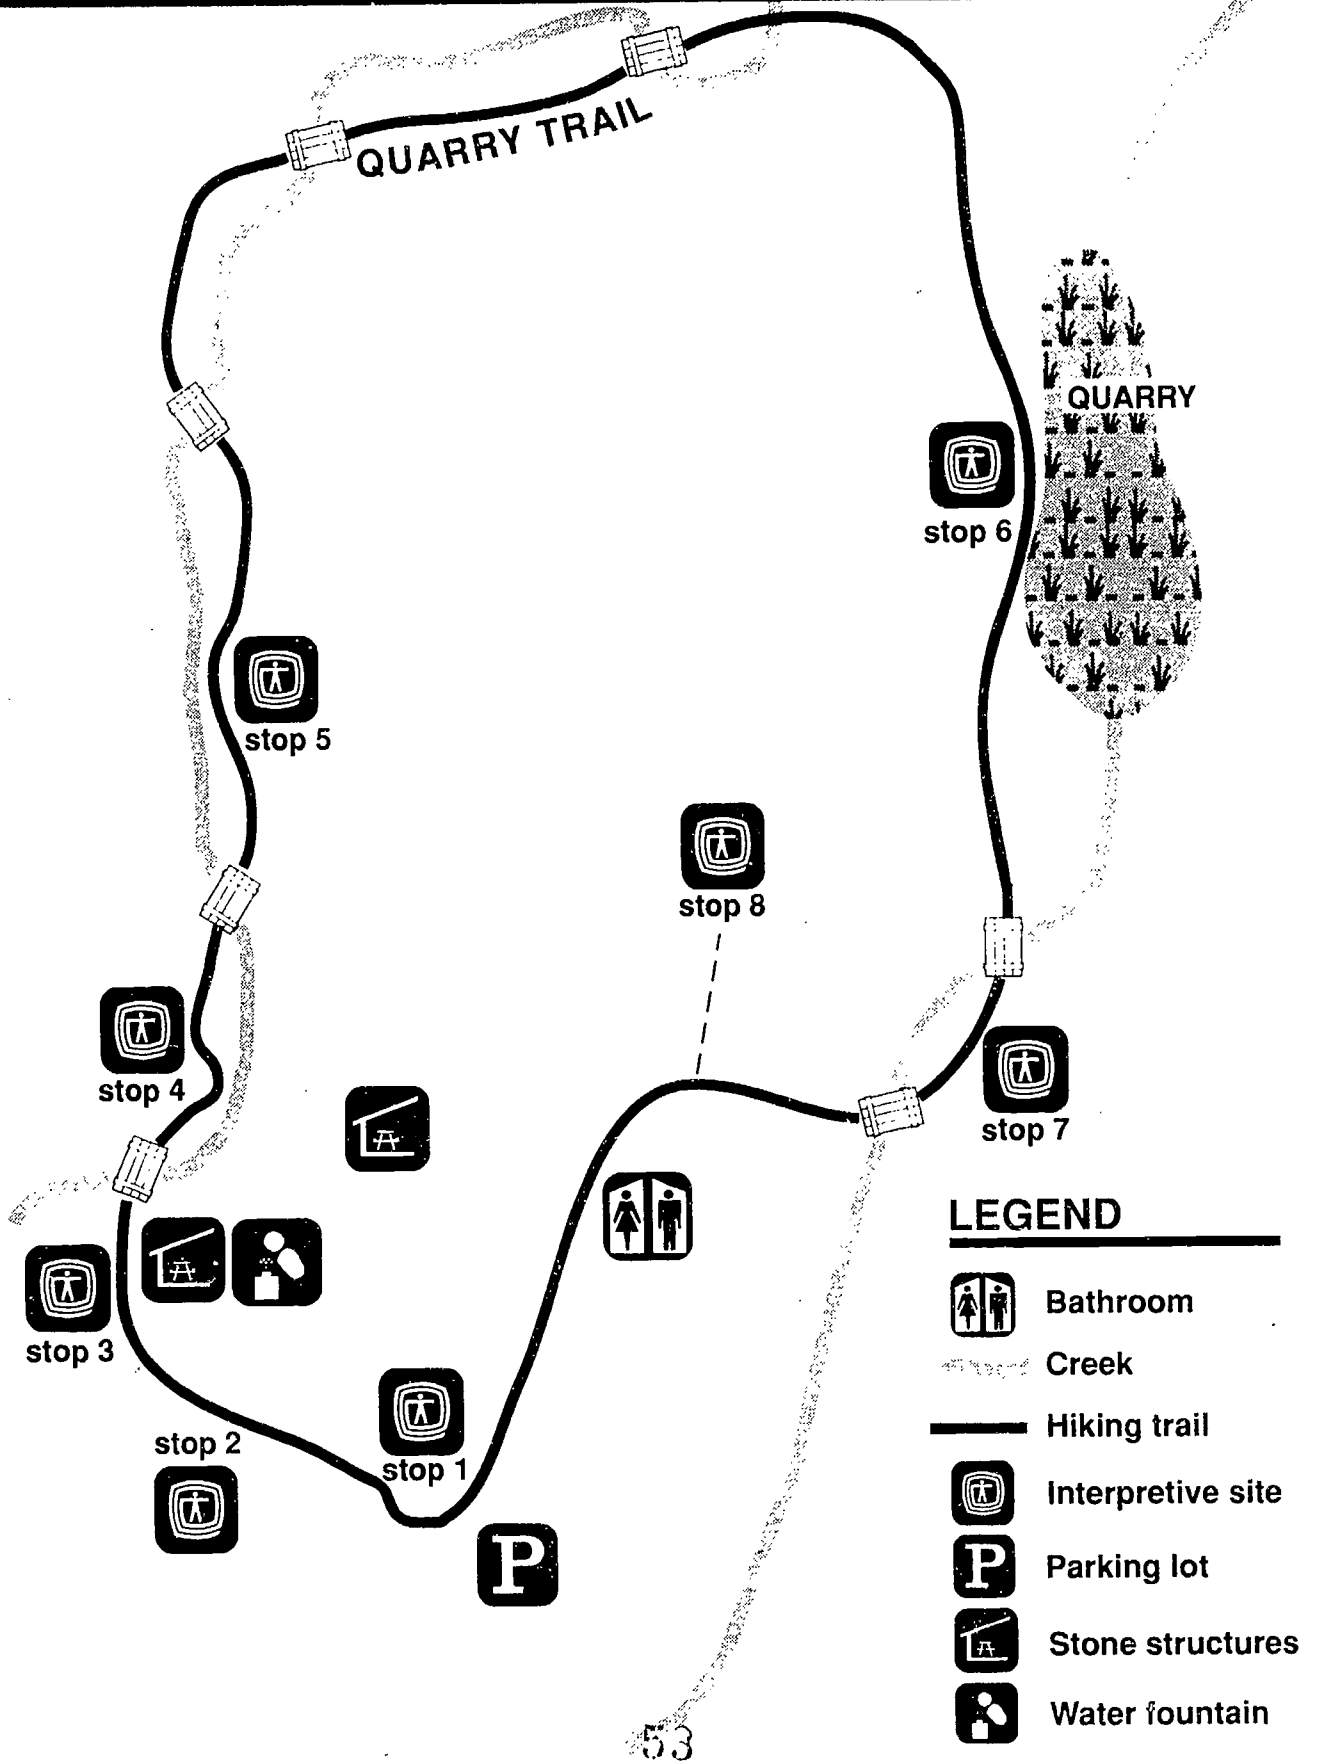 QUARRY TRAIL
QUARRY
stop 6
stop 5
stop 8
stop 4
stop 7
LEGEND
Bathroom
Creek
Hiking trail
Interpretive site
P Parking lot
Stone structures
Water fountain
stop 3
stop 2
stop 1
P
53